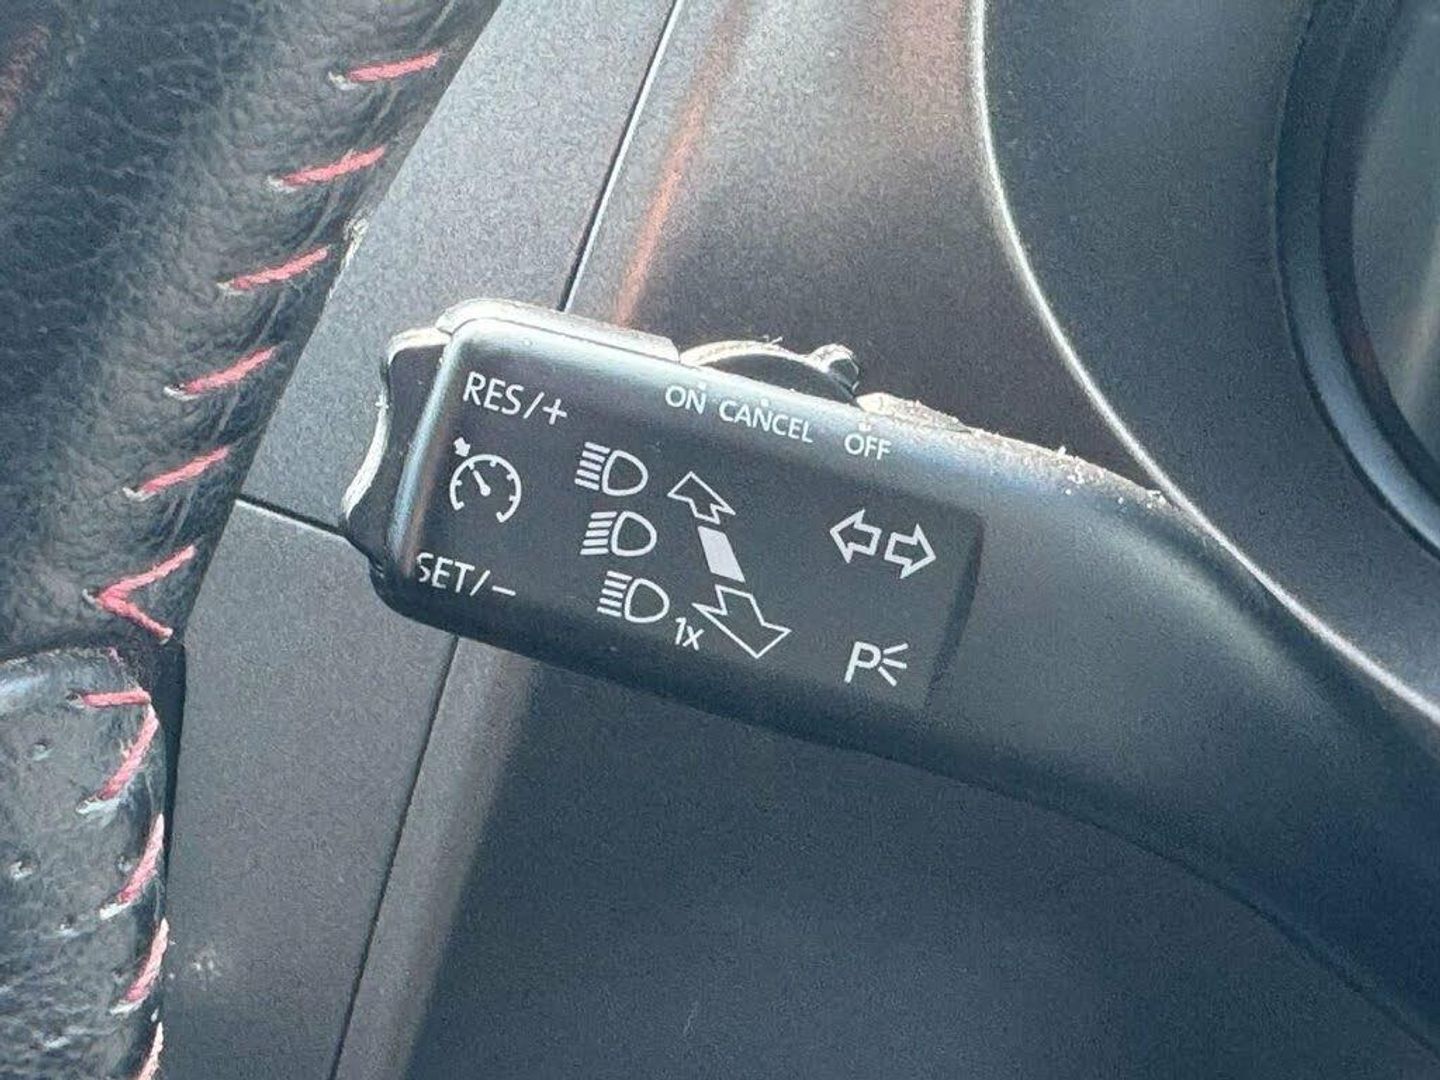 RES/+
ON CANCEL OFF
SET/-
1x
P